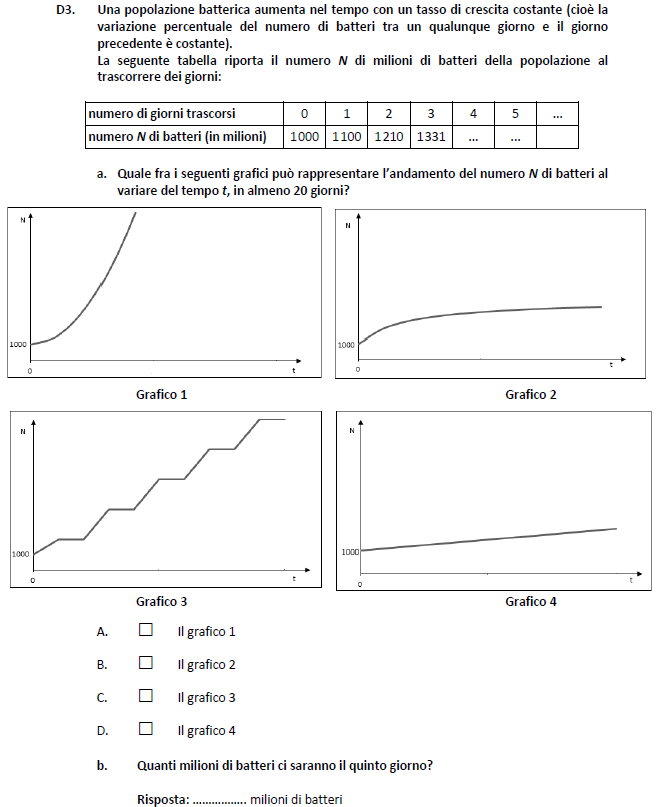 D3. Una popolazione batterica aumenta nel tempo con un tasso di crescita costante (cioè la
variazione percentuale del numero di batteri tra un qualunque giorno e il giorno
precedente è costante).
La seguente tabella riporta il numero N di milioni di batteri della popolazione al
trascorrere dei giorni:
numero di giorni trascorsi 0 1 2 3 4 5 ...
numero N di batteri (in milioni) 1000 1100 1210 1331 ... ...
a. Quale fra i seguenti grafici può rappresentare l'andamento del numero N di batteri al
variare del tempo t, in almeno 20 giorni?
N
1000
0
t
Grafico 1
N
1000
0
t
Grafico 2
N
1000
0
t
Grafico 3
N
1000
0
t
Grafico 4
A. Il grafico 1
B. Il grafico 2
C. Il grafico 3
D. Il grafico 4
b. Quanti milioni di batteri ci saranno il quinto giorno?
Risposta: ................. milioni di batteri